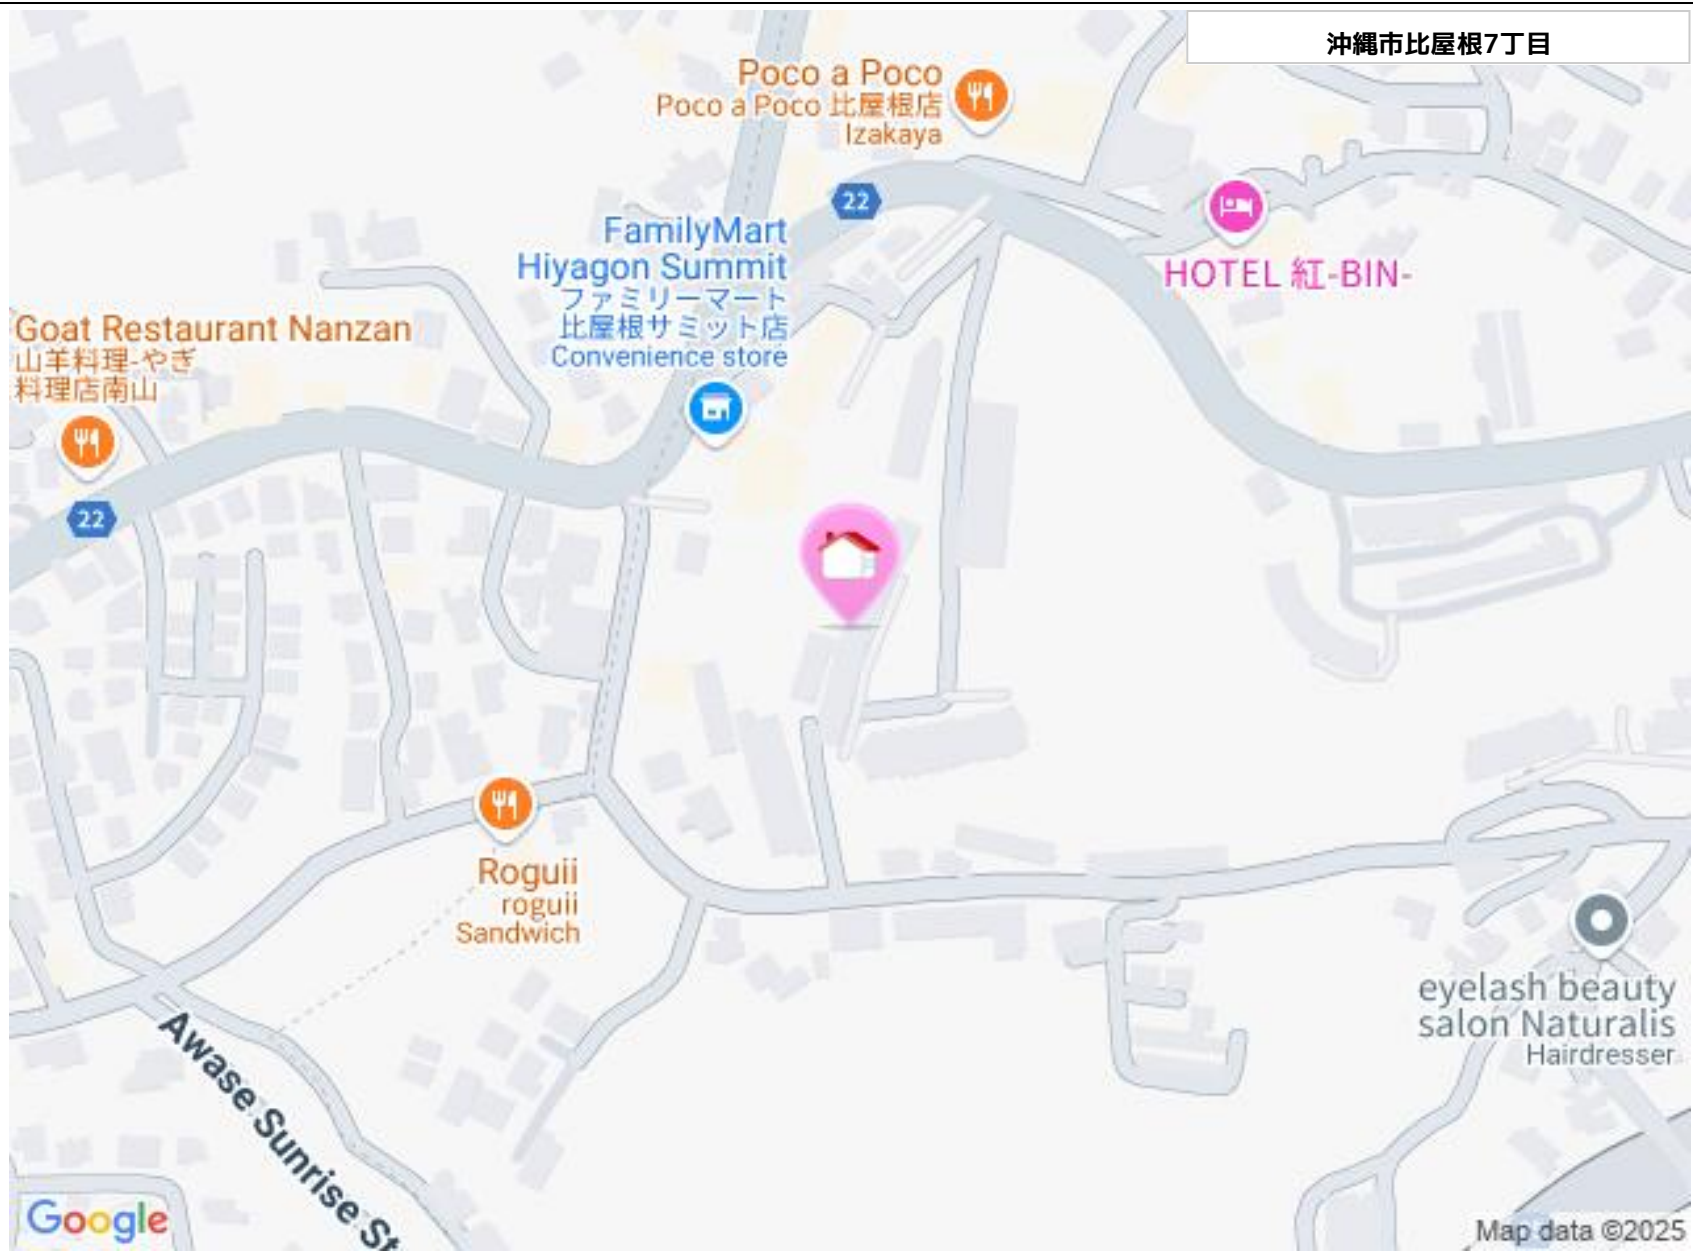 沖縄市比屋根7丁目
Poco a Poco
Poco a Poco 比屋根店
Izakaya
22
FamilyMart
Hiyagon Summit
ファミリーマート
比屋根サミット店
Convenience store
HOTEL 紅-BIN-
Goat Restaurant Nanzan
山羊料理-やぎ
料理店南山
22
Roguii
roguii
Sandwich
eyelash beauty
salon Naturalis
Hairdresser
Awase Sunrise St
Google
Map data ©2025